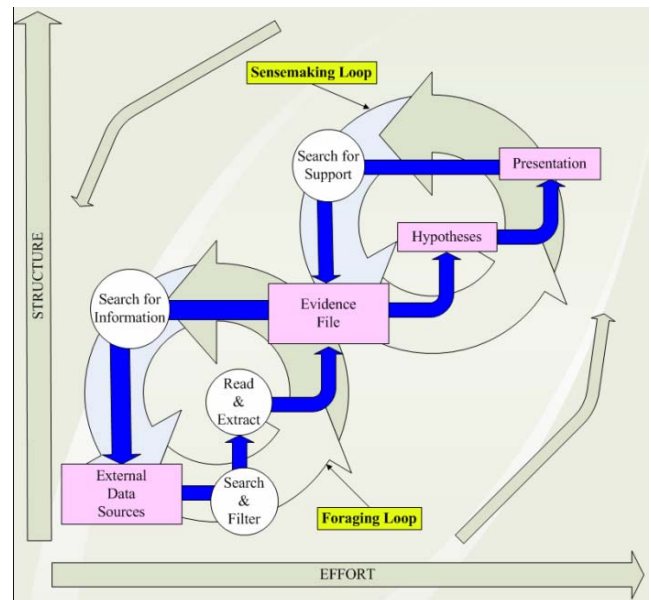 Sensemaking Loop
Search for
Support
Presentation
Hypotheses
STRUCTURE
Search for
Information
Evidence
File
Read
&
Extract
External
Data
Sources
Search
&
Filter
Foraging Loop
EFFORT